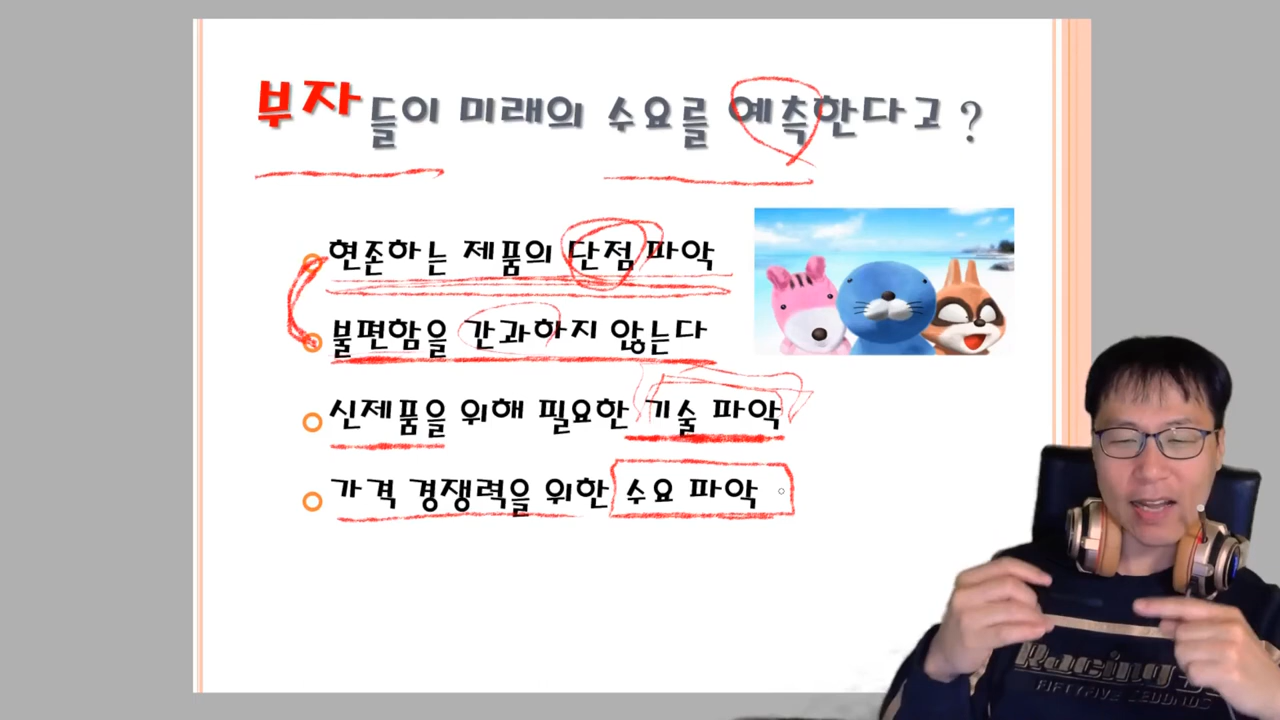 부자들이 미래의 수요를 예측한다고?
현존하는 제품의 단점 파악
불편함을 간과하지 않는다
신제품을 위해 필요한 기술 파악
가격 경쟁력을 위한 수요 파악
Racing
FIFTYFIVE SECONDS